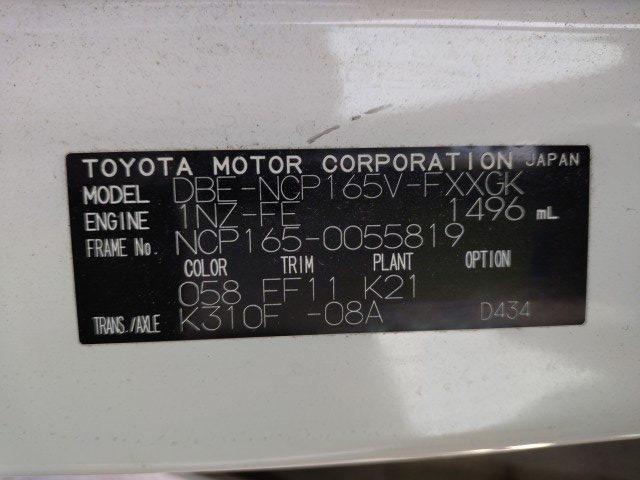 TOYOTA MOTOR CORPORATION JAPAN
MODEL DBE-NCP165V-FXXGK
ENGINE 1NZ-FE 1496 mL
FRAME No. NCP165-0055819
COLOR TRIM PLANT OPTION
058 EF11 K21
TRANS./AXLE K310F -08A D434